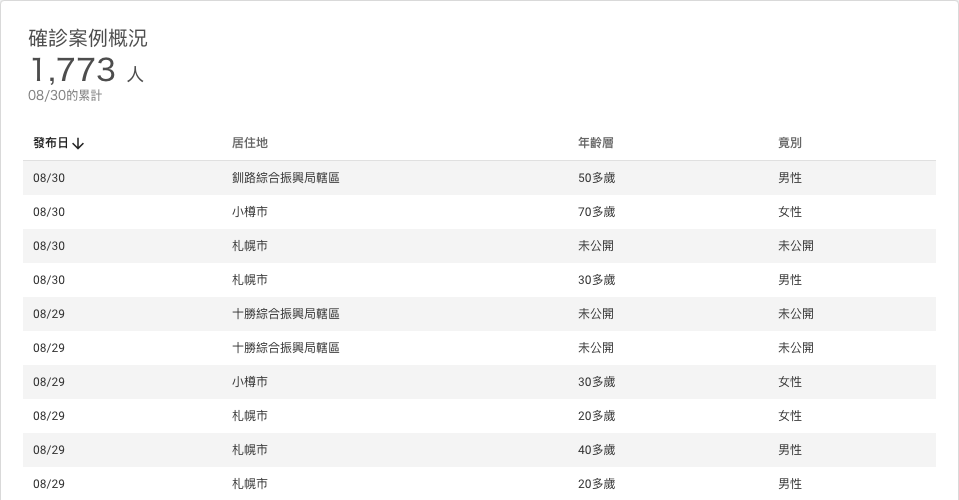 確診案例概況
1,773 人
08/30的累計
發布日↓ 居住地 年齡層 竟別
08/30 釧路綜合振興局轄區 50多歲 男性
08/30 小樽市 70多歲 女性
08/30 札幌市 未公開 未公開
08/30 札幌市 30多歲 男性
08/29 十勝綜合振興局轄區 未公開 未公開
08/29 十勝綜合振興局轄區 未公開 未公開
08/29 小樽市 30多歲 女性
08/29 札幌市 20多歲 女性
08/29 札幌市 40多歲 男性
08/29 札幌市 20多歲 男性